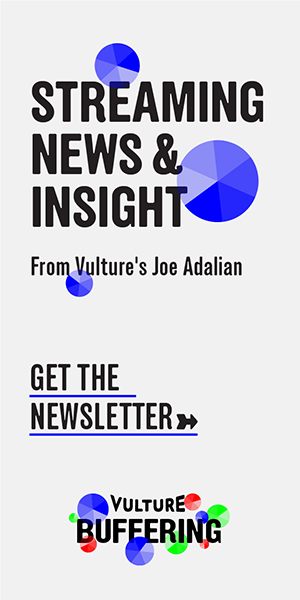 STREAMING
NEWS &
INSIGHT
From Vulture's Joe Adalian
GET THE
NEWSLETTER
VULTURE
BUFFERING